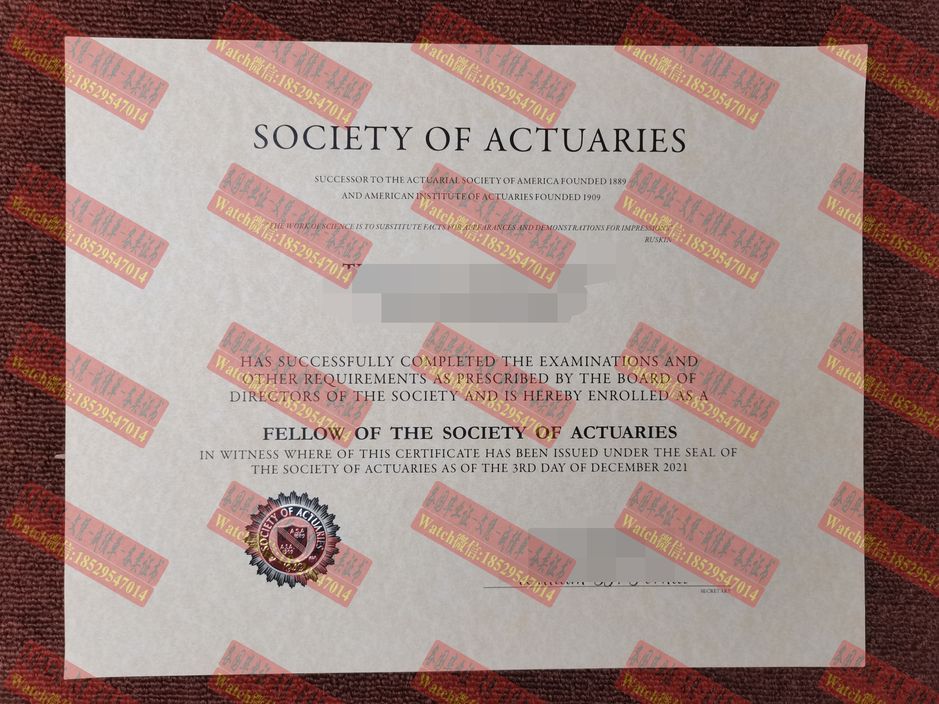 SOCIETY OF ACTUARIES
SUCCESSOR TO THE ACTUARIAL SOCIETY OF AMERICA FOUNDED 1889
AND AMERICAN INSTITUTE OF ACTUARIES FOUNDED 1909
THE WORK OF SCIENCE IS TO SUBSTITUTE FACTS FOR APPEARANCES AND DEMONSTRATIONS FOR IMPRESSIONS
RUSKIN
HAS SUCCESSFULLY COMPLETED THE EXAMINATIONS AND
OTHER REQUIREMENTS AS PRESCRIBED BY THE BOARD OF
DIRECTORS OF THE SOCIETY AND IS HEREBY ENROLLED AS A
FELLOW OF THE SOCIETY OF ACTUARIES
IN WITNESS WHERE OF THIS CERTIFICATE HAS BEEN ISSUED UNDER THE SEAL OF
THE SOCIETY OF ACTUARIES AS OF THE 3RD DAY OF DECEMBER 2021
SOCIETY OF ACTUARIES
SECRETARY
Watch微信:18529547014